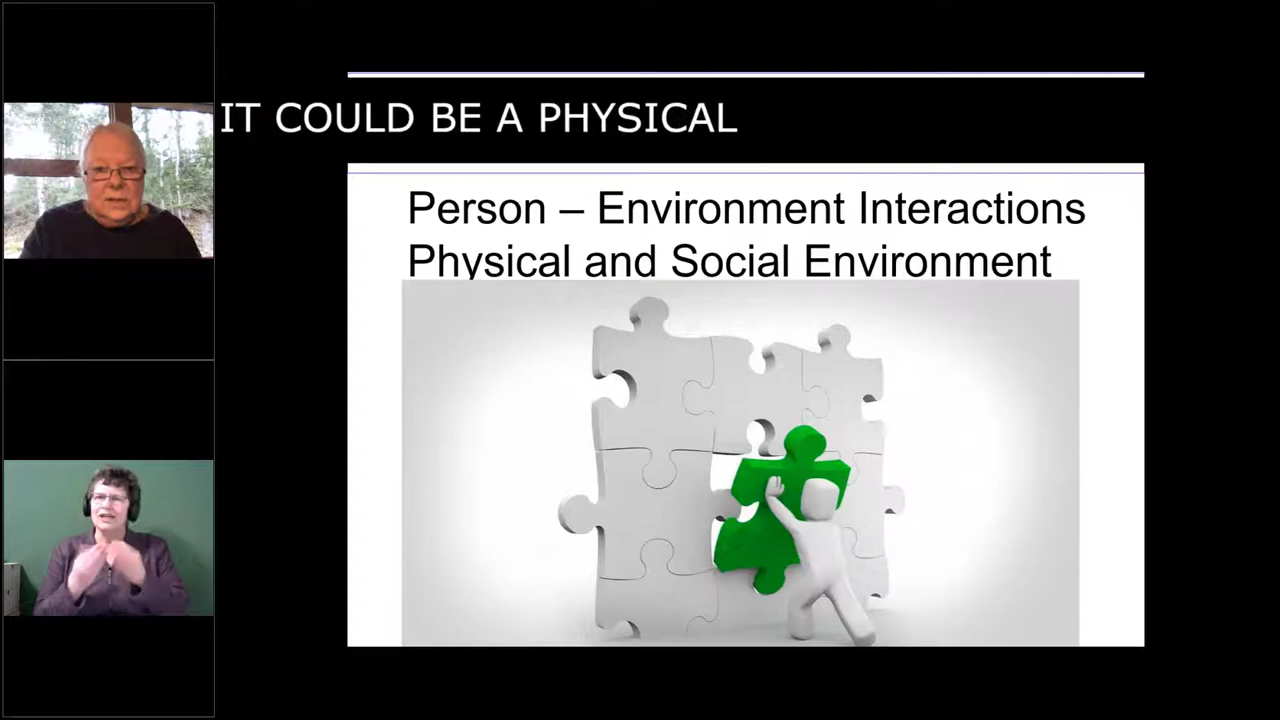 IT COULD BE A PHYSICAL
Person – Environment Interactions
Physical and Social Environment